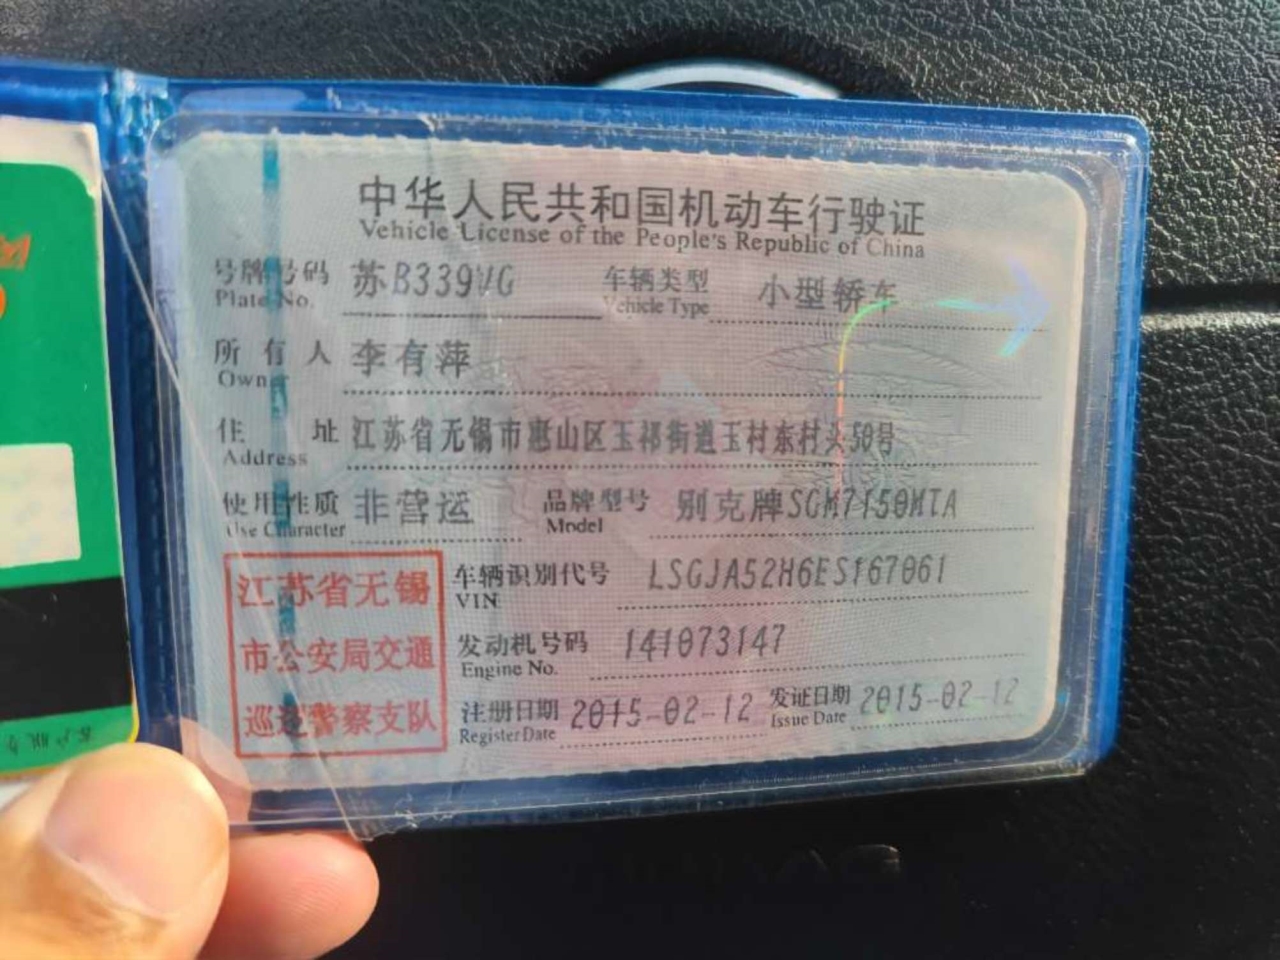 中华人民共和国机动车行驶证
Vehicle License of the People's Republic of China
号牌号码 苏B339VG 车辆类型 小型轿车
Plate No. Vehicle Type
所有人 李有萍
Owner
住址 江苏省无锡市惠山区玉祁街道玉村东村头50号
Address
使用性质 非营运 品牌型号 别克牌SGM7150MTA
Use Character Model
江苏省无锡
市公安局交通
巡逻警察支队
车辆识别代号 LSGJA52H6ES167061
VIN
发动机号码 141073147
Engine No.
注册日期 2015-02-12 发证日期 2015-02-12
Register Date Issue Date